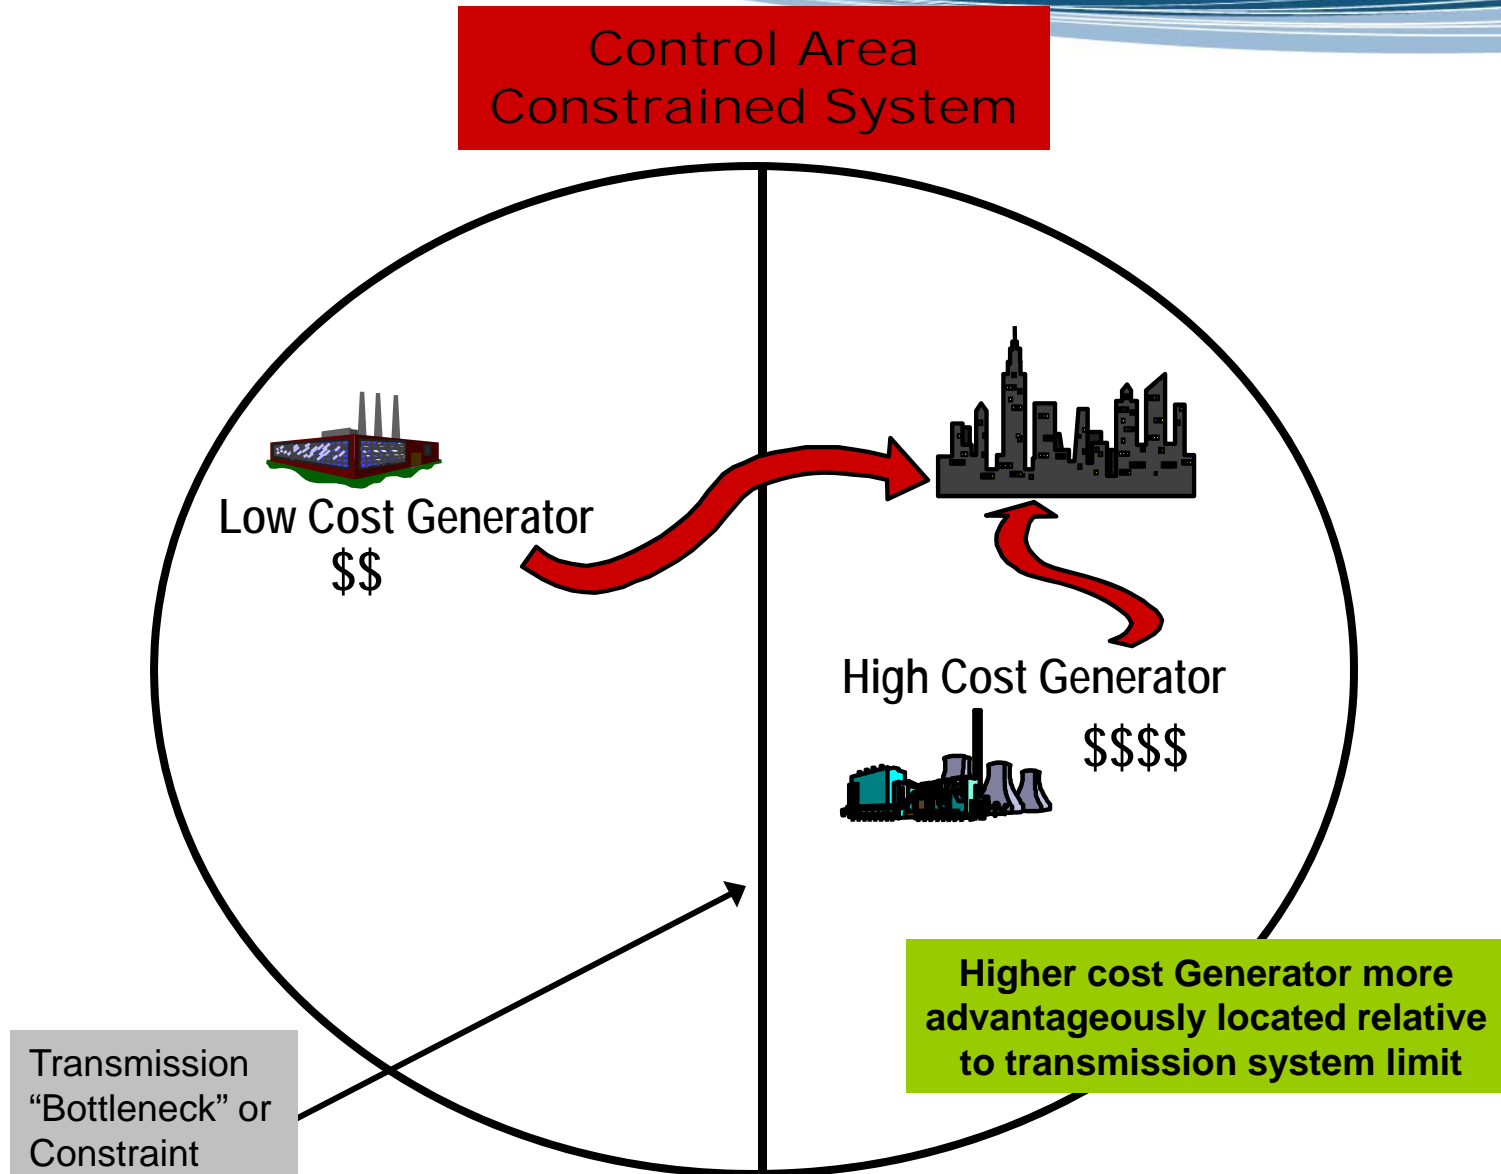 Control Area
Constrained System
Low Cost Generator
$$
High Cost Generator
$$$$
Higher cost Generator more
advantageously located relative
to transmission system limit
Transmission
“Bottleneck” or
Constraint